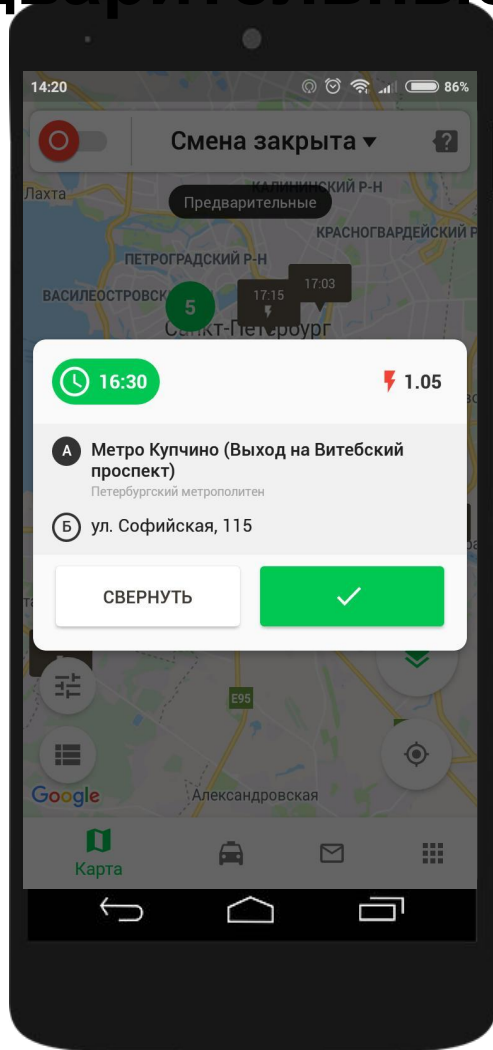 14:20
86%
Смена закрыта
?
Лахта
КАЛИНИНСКИЙ Р-Н
Предварительные
КРАСНОГВАРДЕЙСКИЙ Р
ПЕТРОГРАДСКИЙ Р-Н
17:03
ВАСИЛЕОСТРОВСК
5
17:15
Санкт-Петербург
16:30
1.05
А Метро Купчино (Выход на Витебский
проспект)
Петербургский метрополитен
Б ул. Софийская, 115
СВЕРНУТЬ
E95
Google
Александровская
Карта